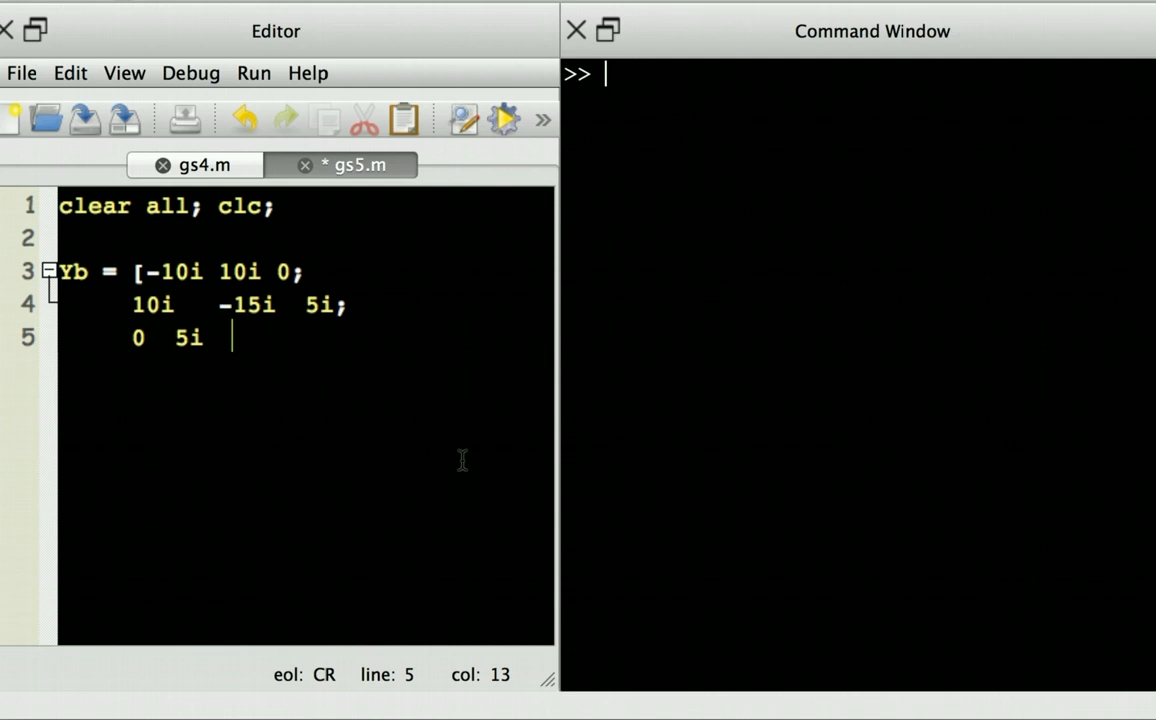 Editor
Command Window
File Edit View Debug Run Help
>>
»
gs4.m
* gs5.m
1 clear all; clc;
2
3 Yb = [-10i 10i 0;
4 10i -15i 5i;
5 0 5i
eol: CR line: 5 col: 13